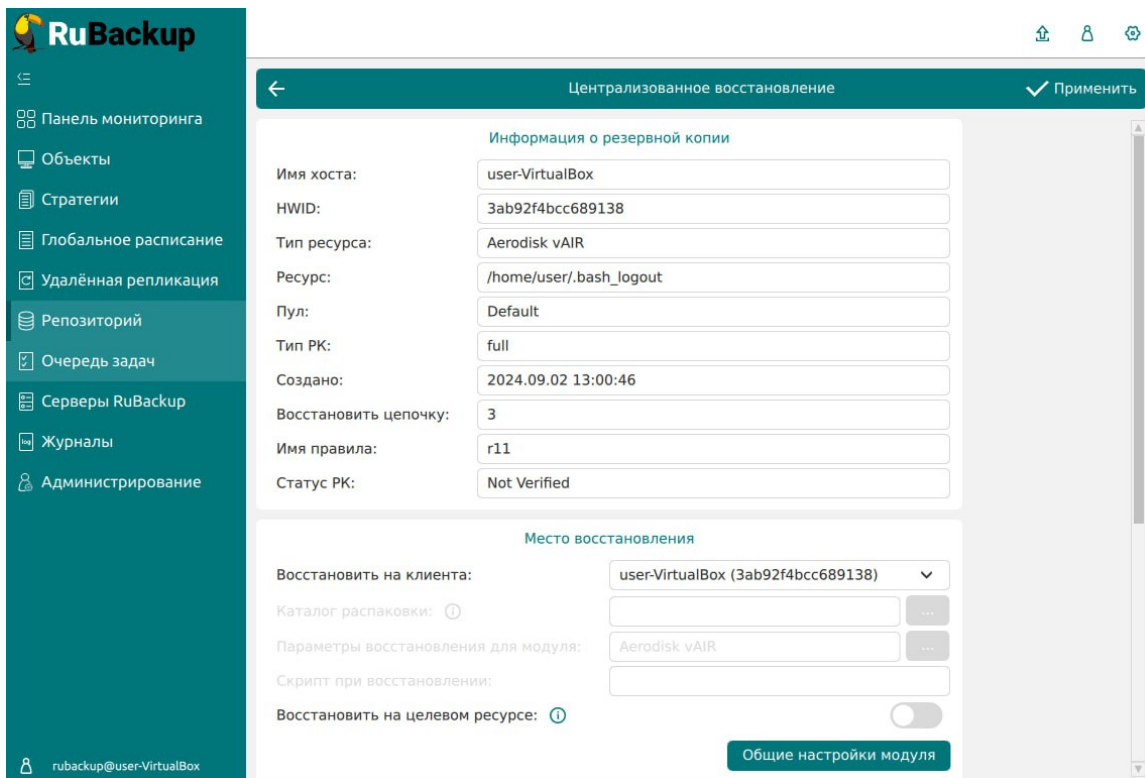 RuBackup
Централизованное восстановление
Применить
Панель мониторинга
Объекты
Стратегии
Глобальное расписание
Удалённая репликация
Репозиторий
Очередь задач
Серверы RuBackup
Журналы
Администрирование
rubackup@user-VirtualBox
Информация о резервной копии
Имя хоста: user-VirtualBox
HWID: 3ab92f4bcc689138
Тип ресурса: Aerodisk vAIR
Ресурс: /home/user/.bash_logout
Пул: Default
Тип РК: full
Создано: 2024.09.02 13:00:46
Восстановить цепочку: 3
Имя правила: r11
Статус РК: Not Verified
Место восстановления
Восстановить на клиента: user-VirtualBox (3ab92f4bcc689138)
Каталог распаковки: ...
Параметры восстановления для модуля: Aerodisk vAIR ...
Скрипт при восстановлении:
Восстановить на целевом ресурсе:
Общие настройки модуля